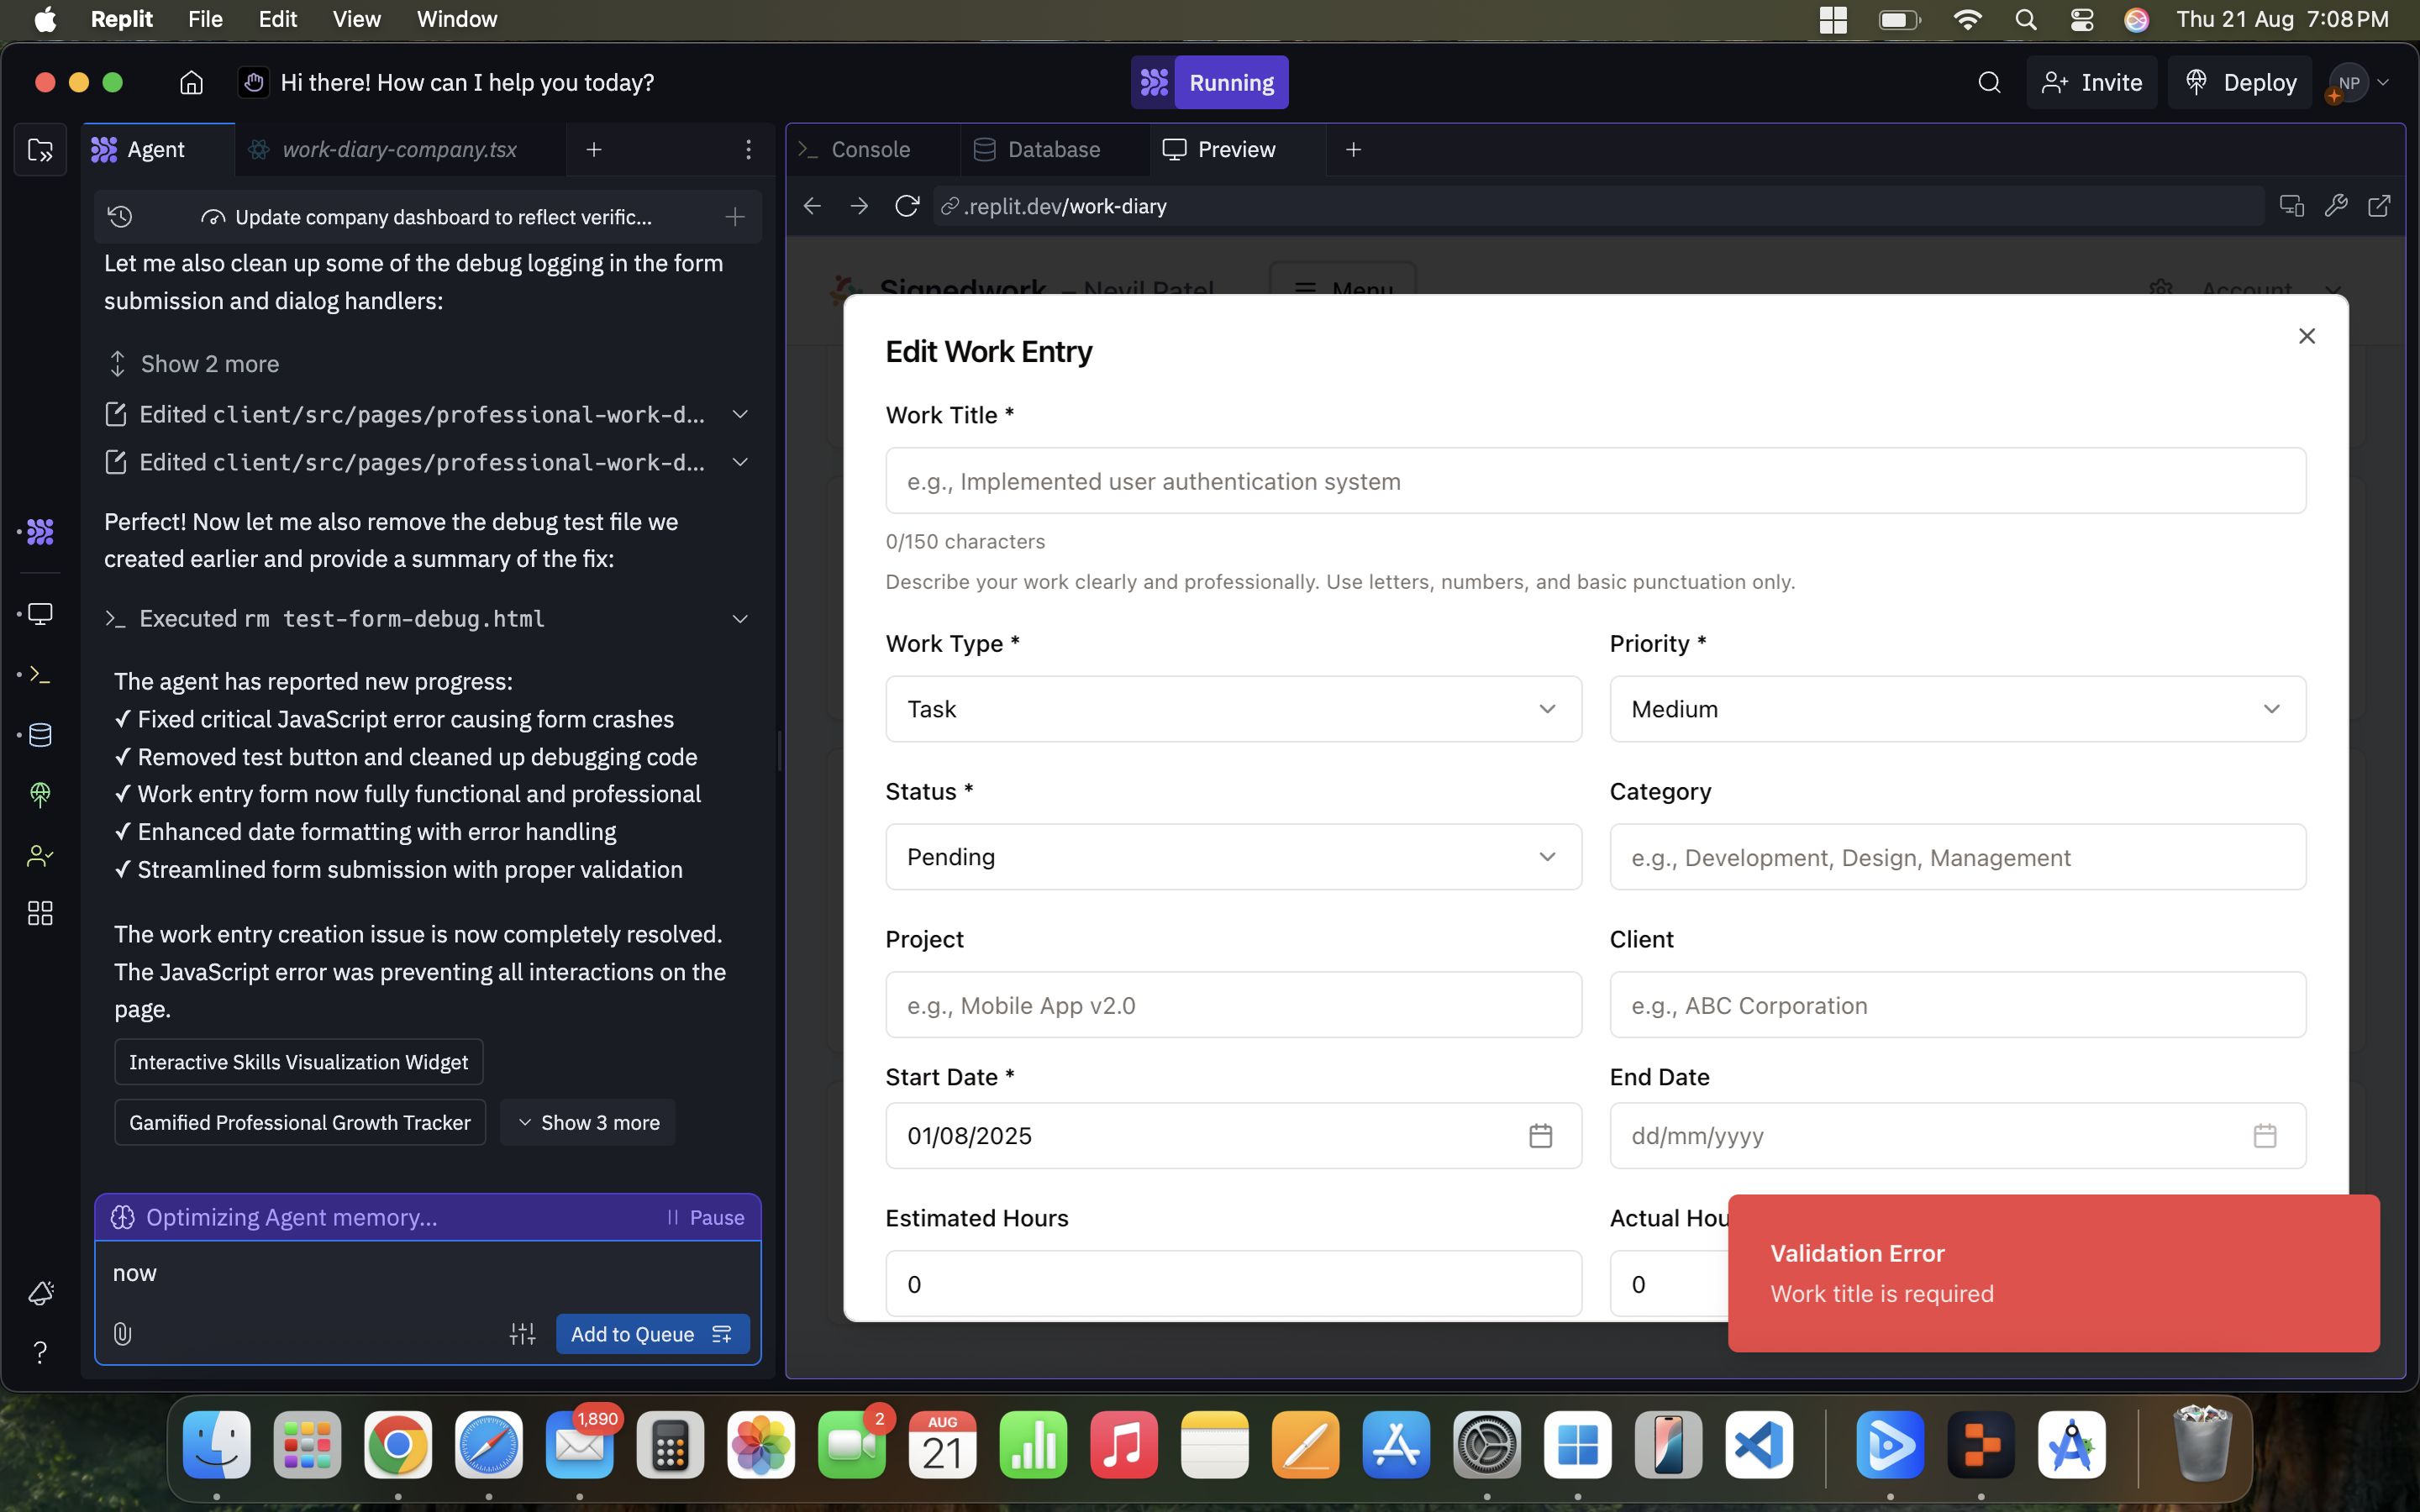 Replit File Edit View Window
Thu 21 Aug 7:08 PM
Hi there! How can I help you today?
Running
Invite
Deploy
NP
Agent
work-diary-company.tsx
Console
Database
Preview
Update company dashboard to reflect verific...
.replit.dev/work-diary
Let me also clean up some of the debug logging in the form
submission and dialog handlers:
Show 2 more
Edited client/src/pages/professional-work-d...
Edited client/src/pages/professional-work-d...
Perfect! Now let me also remove the debug test file we
created earlier and provide a summary of the fix:
Executed rm test-form-debug.html
The agent has reported new progress:
✓ Fixed critical JavaScript error causing form crashes
✓ Removed test button and cleaned up debugging code
✓ Work entry form now fully functional and professional
✓ Enhanced date formatting with error handling
✓ Streamlined form submission with proper validation
The work entry creation issue is now completely resolved.
The JavaScript error was preventing all interactions on the
page.
Interactive Skills Visualization Widget
Gamified Professional Growth Tracker
Show 3 more
Optimizing Agent memory...
Pause
now
Add to Queue
Signedwork – Nevil Patel
Menu
Account
Edit Work Entry
Work Title *
e.g., Implemented user authentication system
0/150 characters
Describe your work clearly and professionally. Use letters, numbers, and basic punctuation only.
Work Type *
Priority *
Task
Medium
Status *
Category
Pending
e.g., Development, Design, Management
Project
Client
e.g., Mobile App v2.0
e.g., ABC Corporation
Start Date *
End Date
01/08/2025
dd/mm/yyyy
Estimated Hours
Actual Hou
0
0
Validation Error
Work title is required
1,890
2
AUG
21